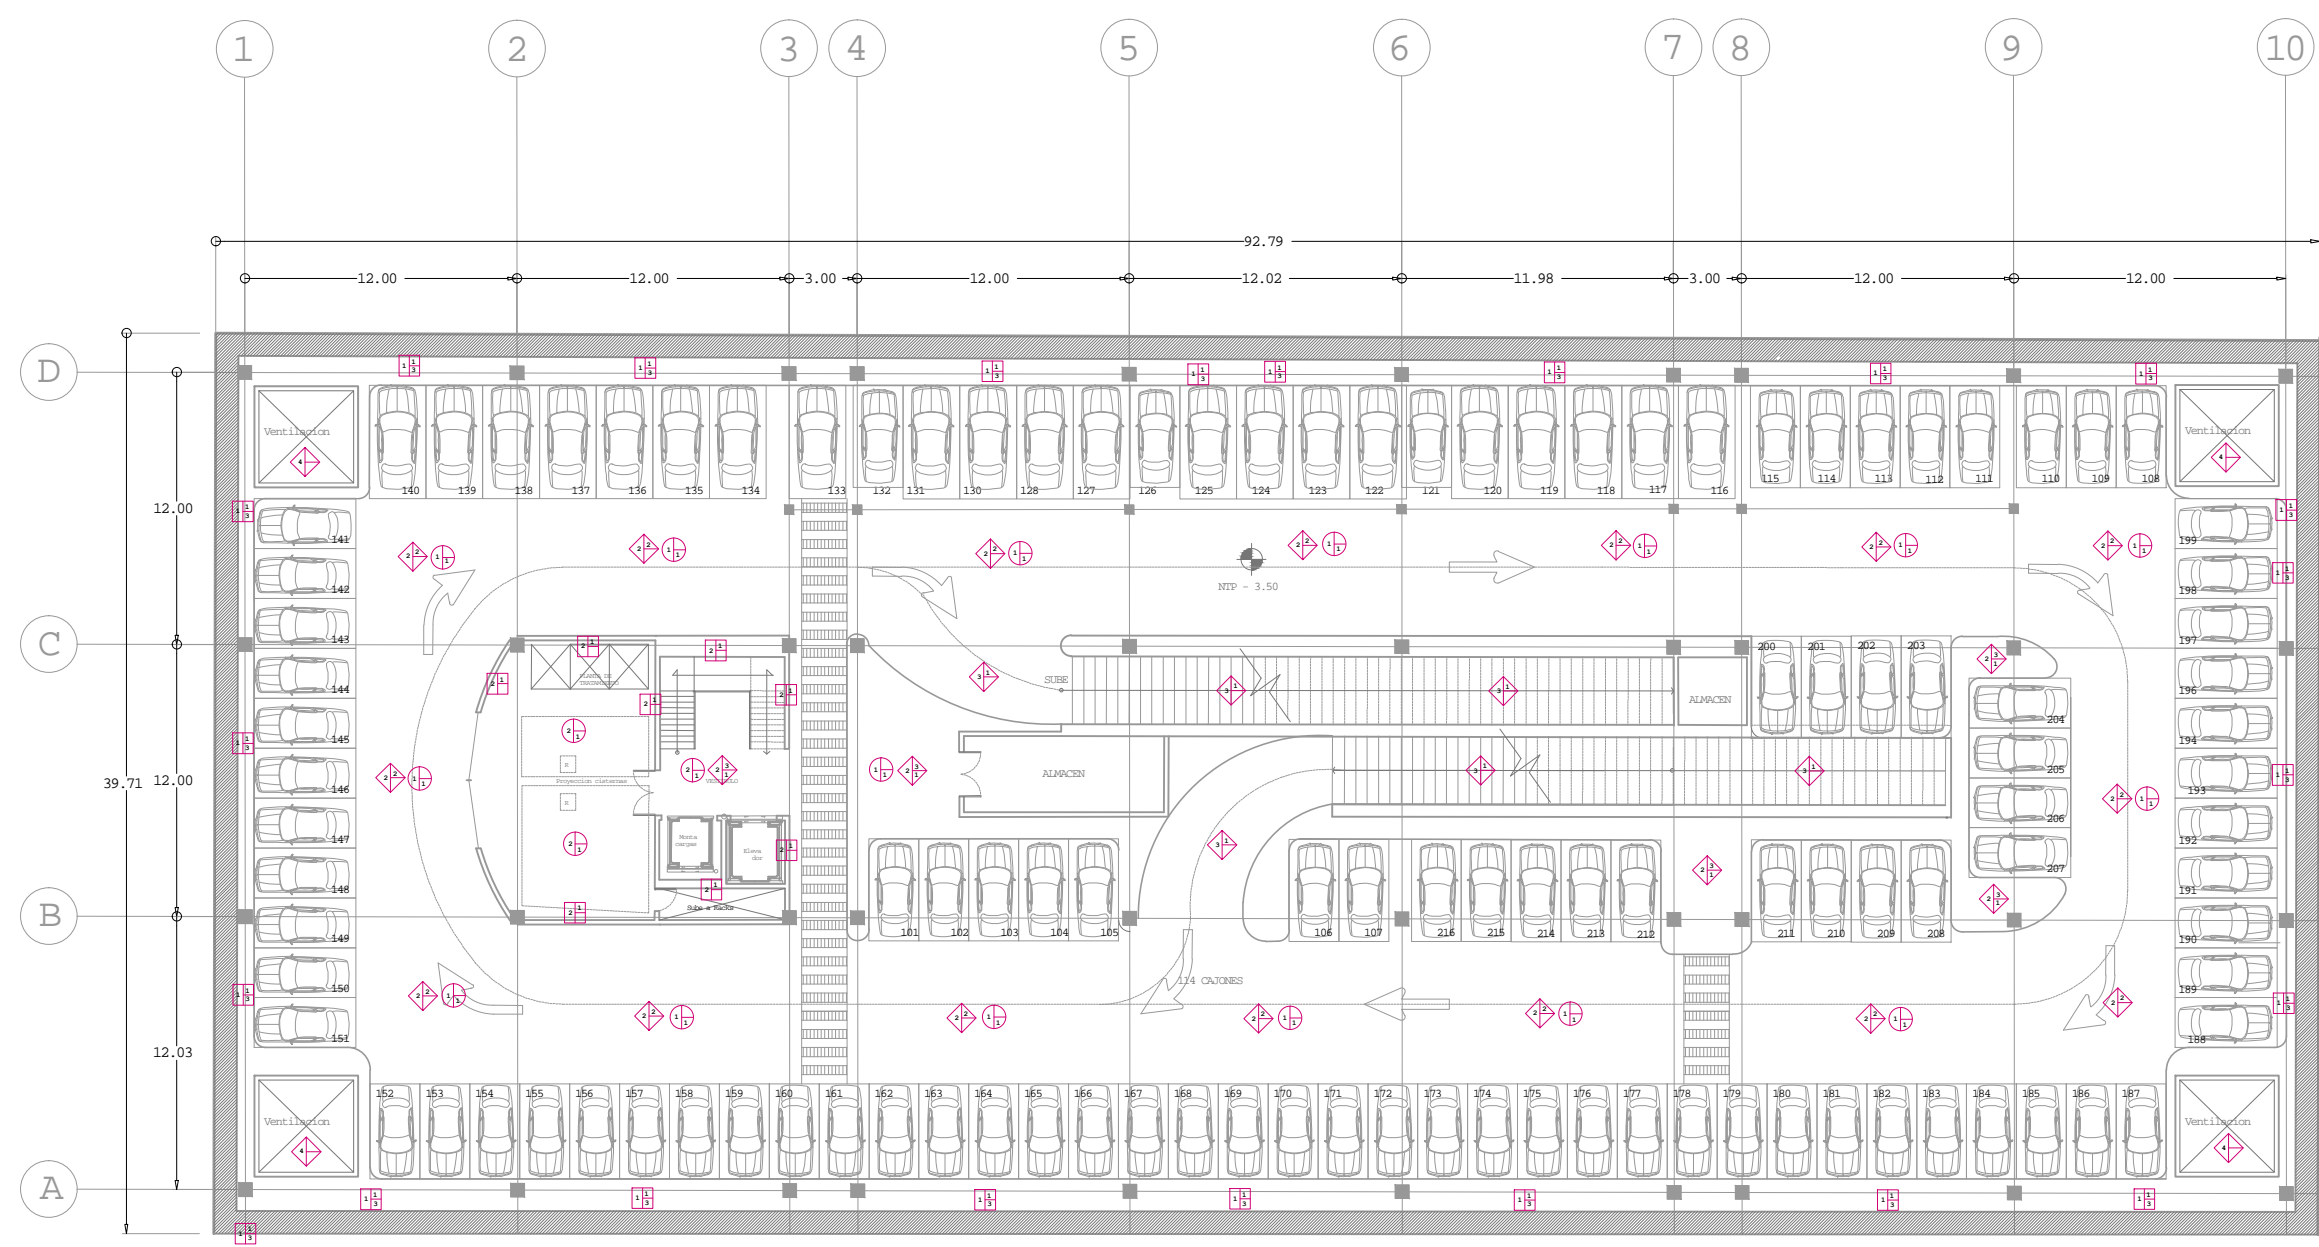 1 2 3 4 5 6 7 8 9 10
92.79
12.00 12.00 3.00 12.00 12.02 11.98 3.00 12.00 12.00
D
C
B
A
39.71
12.00
12.00
12.03
Ventilacion
Ventilacion
140 139 138 137 136 135 134 133 132 131 130 128 127 126 125 124 123 122 121 120 119 118 117 116 115 114 113 112 111 110 109 108
141
142
143
144
145
146
147
148
149
150
151
199
198
197
196
194
193
192
191
190
189
188
NTP - 3.50
PLANTA DE
TRATAMIENTO
SUBE
ALMACEN
200 201 202 203
204
205
206
207
R
Proyeccion cisternas
R
VESTIBULO
ALMACEN
Monta
cargas
Eleva
dor
Sube a Racks
101 102 103 104 105 106 107 216 215 214 213 212 211 210 209 208
114 CAJONES
152 153 154 155 156 157 158 159 160 161 162 163 164 165 166 167 168 169 170 171 172 173 174 175 176 177 178 179 180 181 182 183 184 185 186 187
Ventilacion
Ventilacion